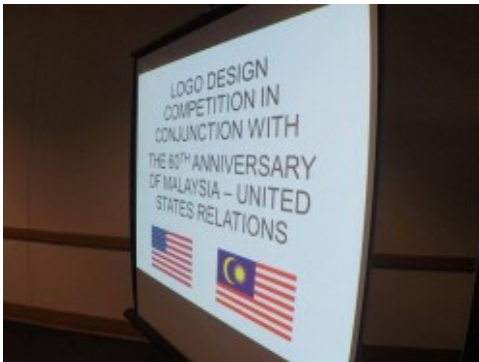 LOGO DESIGN
COMPETITION IN
CONJUNCTION WITH
THE 60TH ANNIVERSARY
OF MALAYSIA – UNITED
STATES RELATIONS